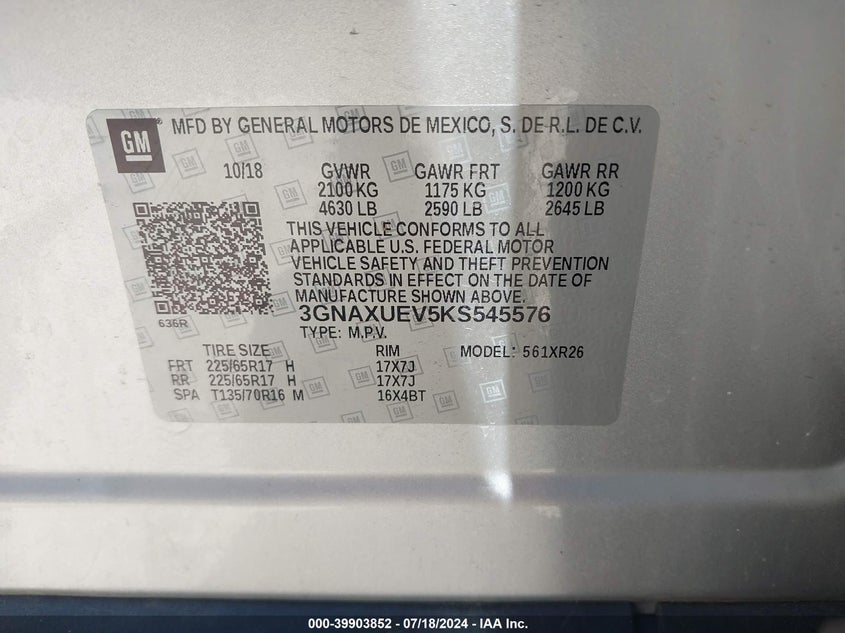 GM ® MFD BY GENERAL MOTORS DE MEXICO, S. DE R.L. DE C.V.
10/18 GVWR GAWR FRT GAWR RR
2100 KG 1175 KG 1200 KG
4630 LB 2590 LB 2645 LB
THIS VEHICLE CONFORMS TO ALL
APPLICABLE U.S. FEDERAL MOTOR
VEHICLE SAFETY AND THEFT PREVENTION
STANDARDS IN EFFECT ON THE DATE OF
MANUFACTURE SHOWN ABOVE.
636R
3GNAXUEV5KS545576
TYPE: M.P.V.
TIRE SIZE RIM MODEL: 561XR26
FRT 225/65R17 H 17X7J
RR 225/65R17 H 17X7J
SPA T135/70R16 M 16X4BT
000-39903852 - 07/18/2024 - IAA Inc.